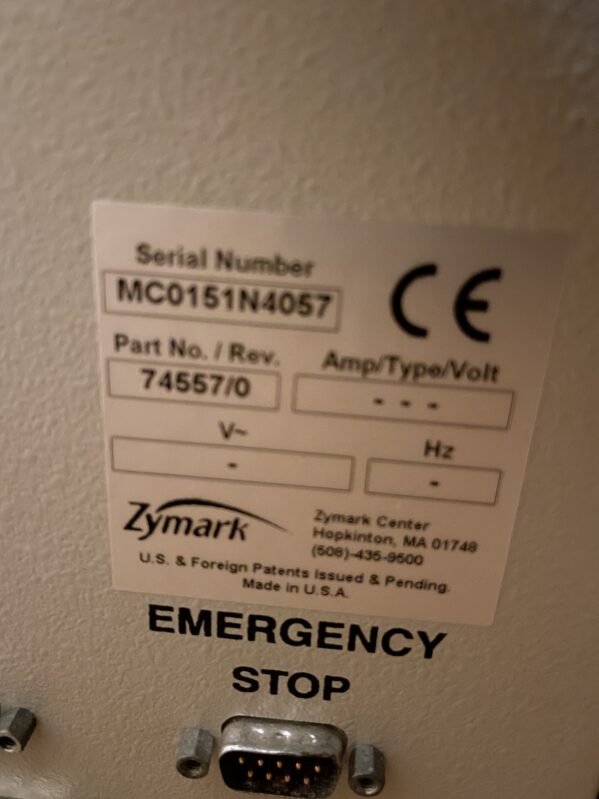 Serial Number
MC0151N4057
CE
Part No. / Rev.
74557/0
Amp/Type/Volt
- - -
V~
-
Hz
-
Zymark
Zymark Center
Hopkinton, MA 01748
(508)-435-9500
U.S. & Foreign Patents Issued & Pending.
Made in U.S.A.
EMERGENCY
STOP